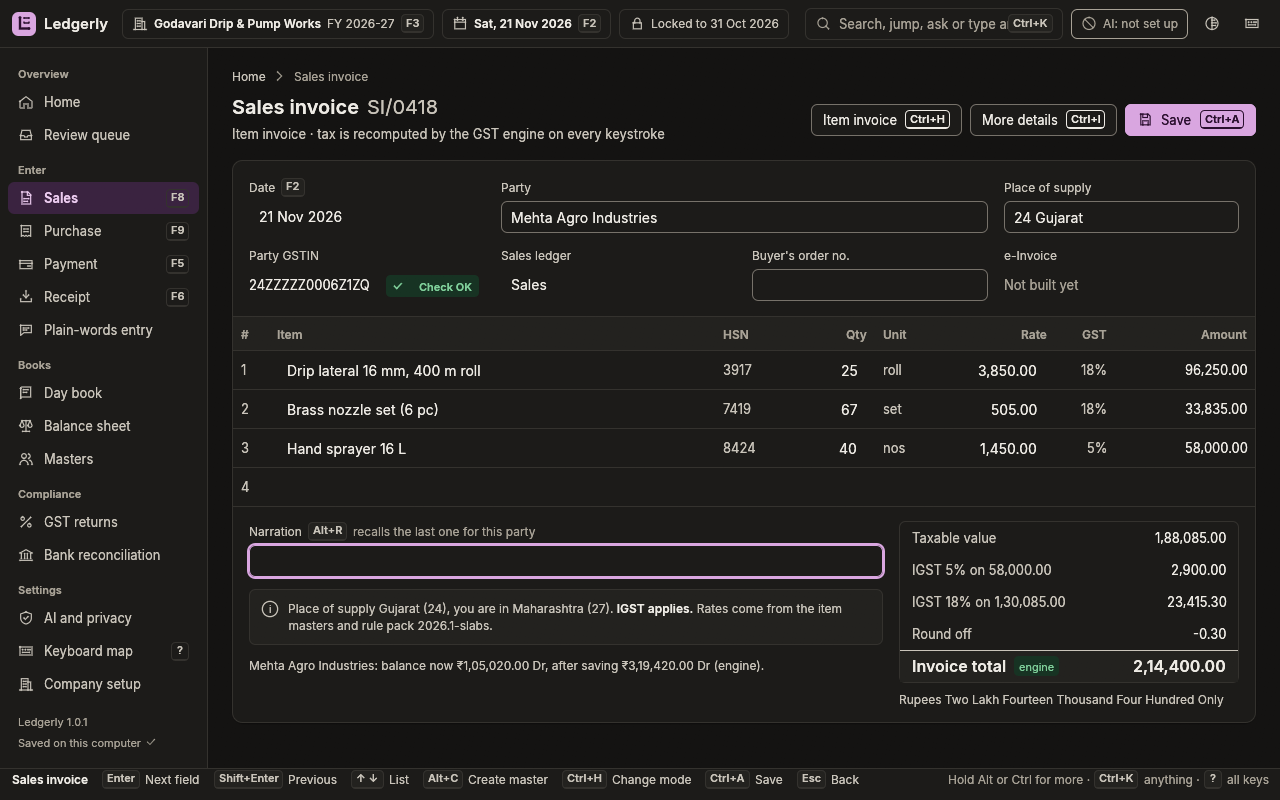 Ledgerly
Godavari Drip & Pump Works FY 2026-27 F3
Sat, 21 Nov 2026 F2
Locked to 31 Oct 2026
Search, jump, ask or type a Ctrl+K
AI: not set up
Overview
Home
Review queue
Enter
Sales F8
Purchase F9
Payment F5
Receipt F6
Plain-words entry
Books
Day book
Balance sheet
Masters
Compliance
GST returns
Bank reconciliation
Settings
AI and privacy
Keyboard map ?
Company setup
Ledgerly 1.0.1
Saved on this computer
Home Sales invoice
Sales invoice SI/0418
Item invoice · tax is recomputed by the GST engine on every keystroke
Item invoice Ctrl+H
More details Ctrl+I
Save Ctrl+A
Date F2
Party
Place of supply
21 Nov 2026
Mehta Agro Industries
24 Gujarat
Party GSTIN
Sales ledger
Buyer's order no.
e-Invoice
24ZZZZZ0006Z1ZQ Check OK
Sales
Not built yet
# Item HSN Qty Unit Rate GST Amount
1 Drip lateral 16 mm, 400 m roll 3917 25 roll 3,850.00 18% 96,250.00
2 Brass nozzle set (6 pc) 7419 67 set 505.00 18% 33,835.00
3 Hand sprayer 16 L 8424 40 nos 1,450.00 5% 58,000.00
4
Narration Alt+R recalls the last one for this party
Place of supply Gujarat (24), you are in Maharashtra (27). IGST applies. Rates come from the item
masters and rule pack 2026.1-slabs.
Mehta Agro Industries: balance now ₹1,05,020.00 Dr, after saving ₹3,19,420.00 Dr (engine).
Taxable value 1,88,085.00
IGST 5% on 58,000.00 2,900.00
IGST 18% on 1,30,085.00 23,415.30
Round off -0.30
Invoice total engine 2,14,400.00
Rupees Two Lakh Fourteen Thousand Four Hundred Only
Sales invoice Enter Next field Shift+Enter Previous ↑ ↓ List Alt+C Create master Ctrl+H Change mode Ctrl+A Save Esc Back
Hold Alt or Ctrl for more · Ctrl+K anything · ? all keys